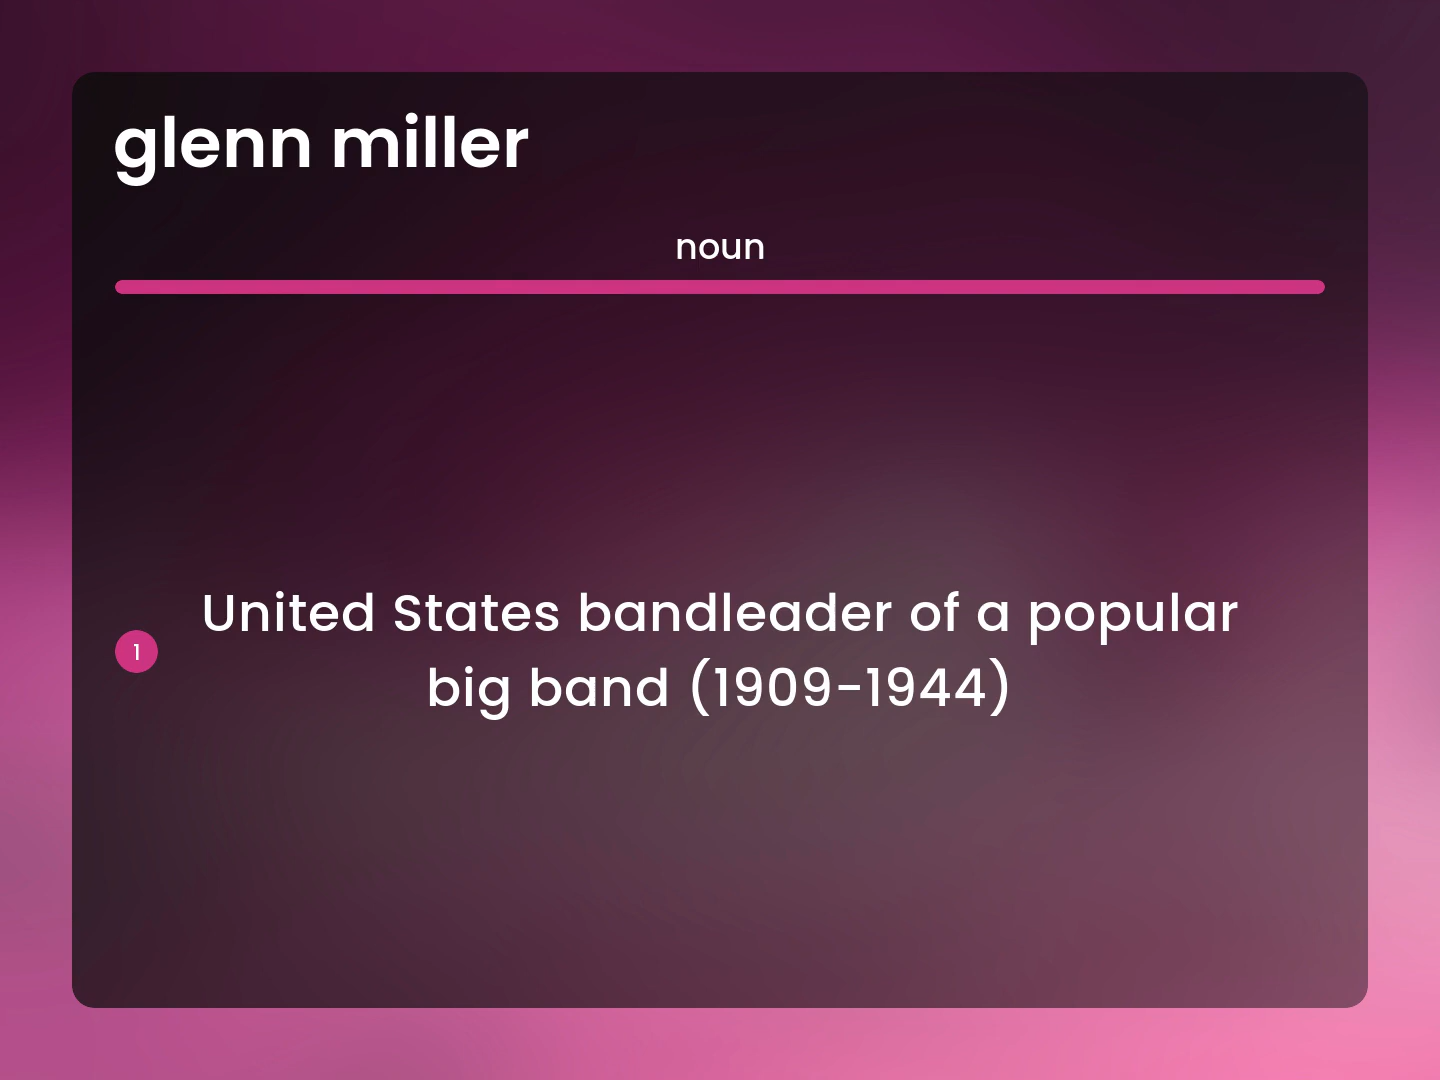 glenn miller
noun
1
United States bandleader of a popular
big band (1909-1944)